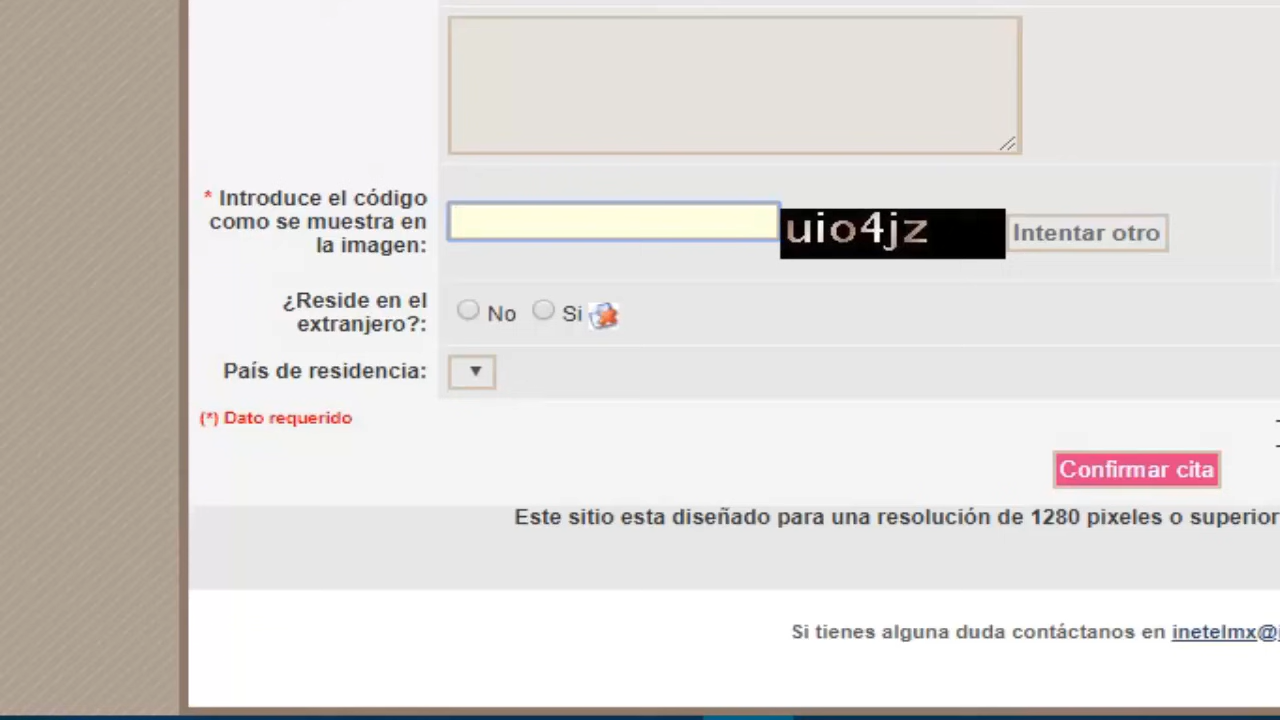 * Introduce el código
como se muestra en
la imagen:
uio4jz
Intentar otro
¿Reside en el
extranjero?:
No
Si
País de residencia:
(*) Dato requerido
Confirmar cita
Este sitio esta diseñado para una resolución de 1280 pixeles o superior
Si tienes alguna duda contáctanos en inetelmx@